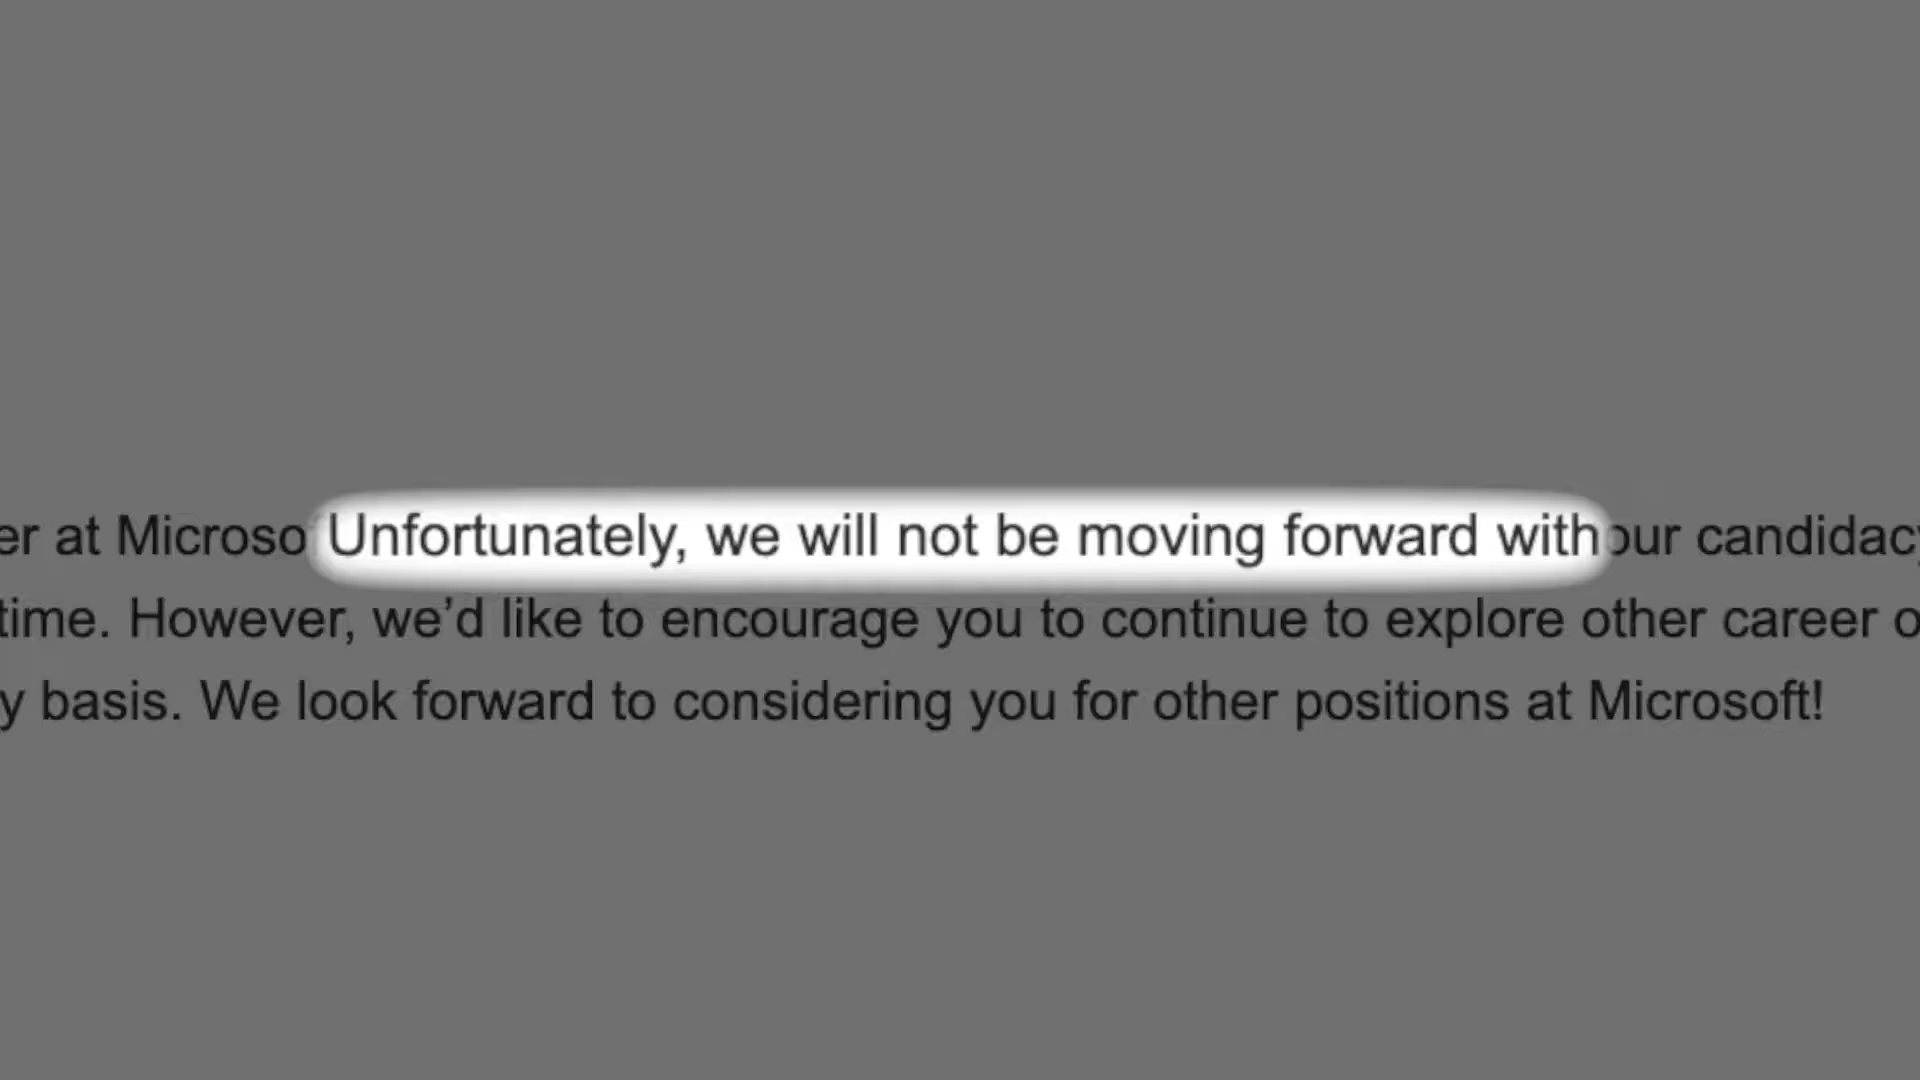 er at Microso Unfortunately, we will not be moving forward with our candidacy
time. However, we’d like to encourage you to continue to explore other career o
y basis. We look forward to considering you for other positions at Microsoft!